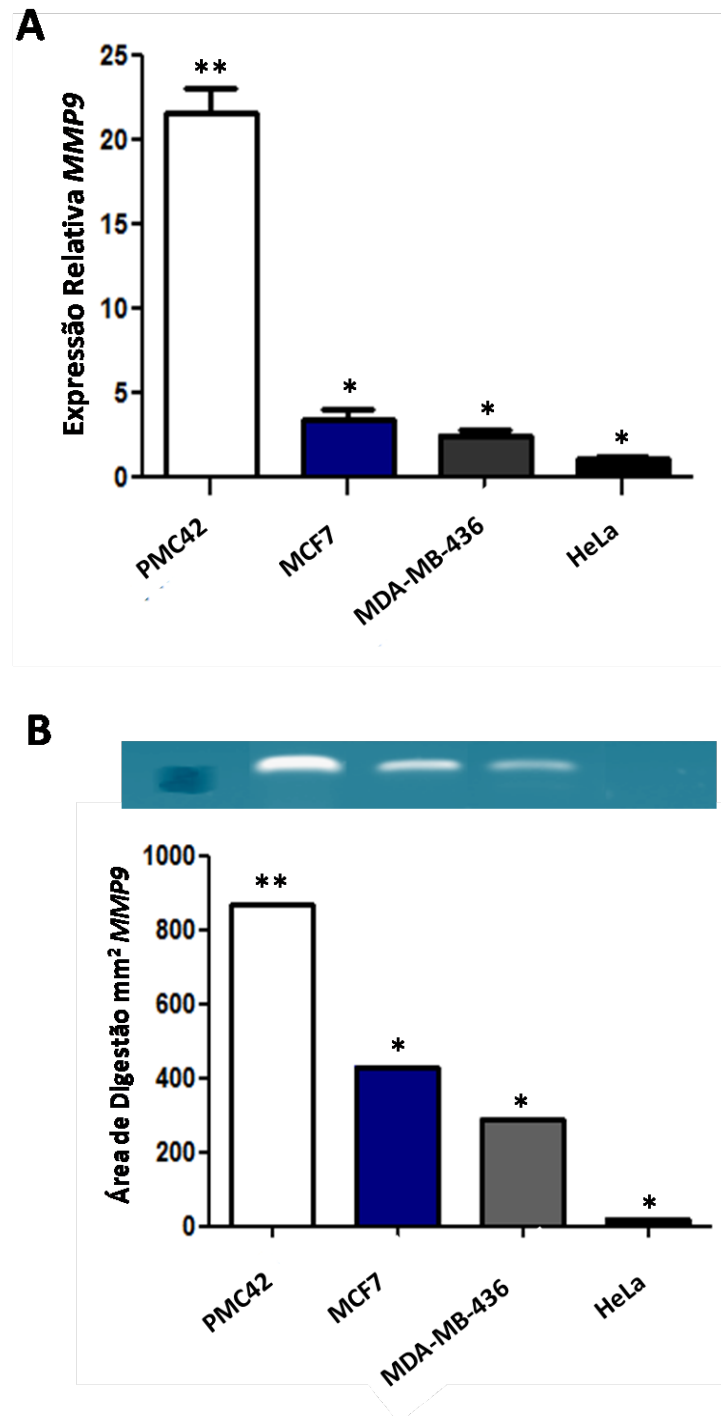 A
Expressão Relativa MMP9
25
20
15
10
5
0
**
*
*
*
PMC42
MCF7
MDA-MB-436
HeLa
B
Área de Digestão mm² MMP9
1000
800
600
400
200
0
**
*
*
*
PMC42
MCF7
MDA-MB-436
HeLa